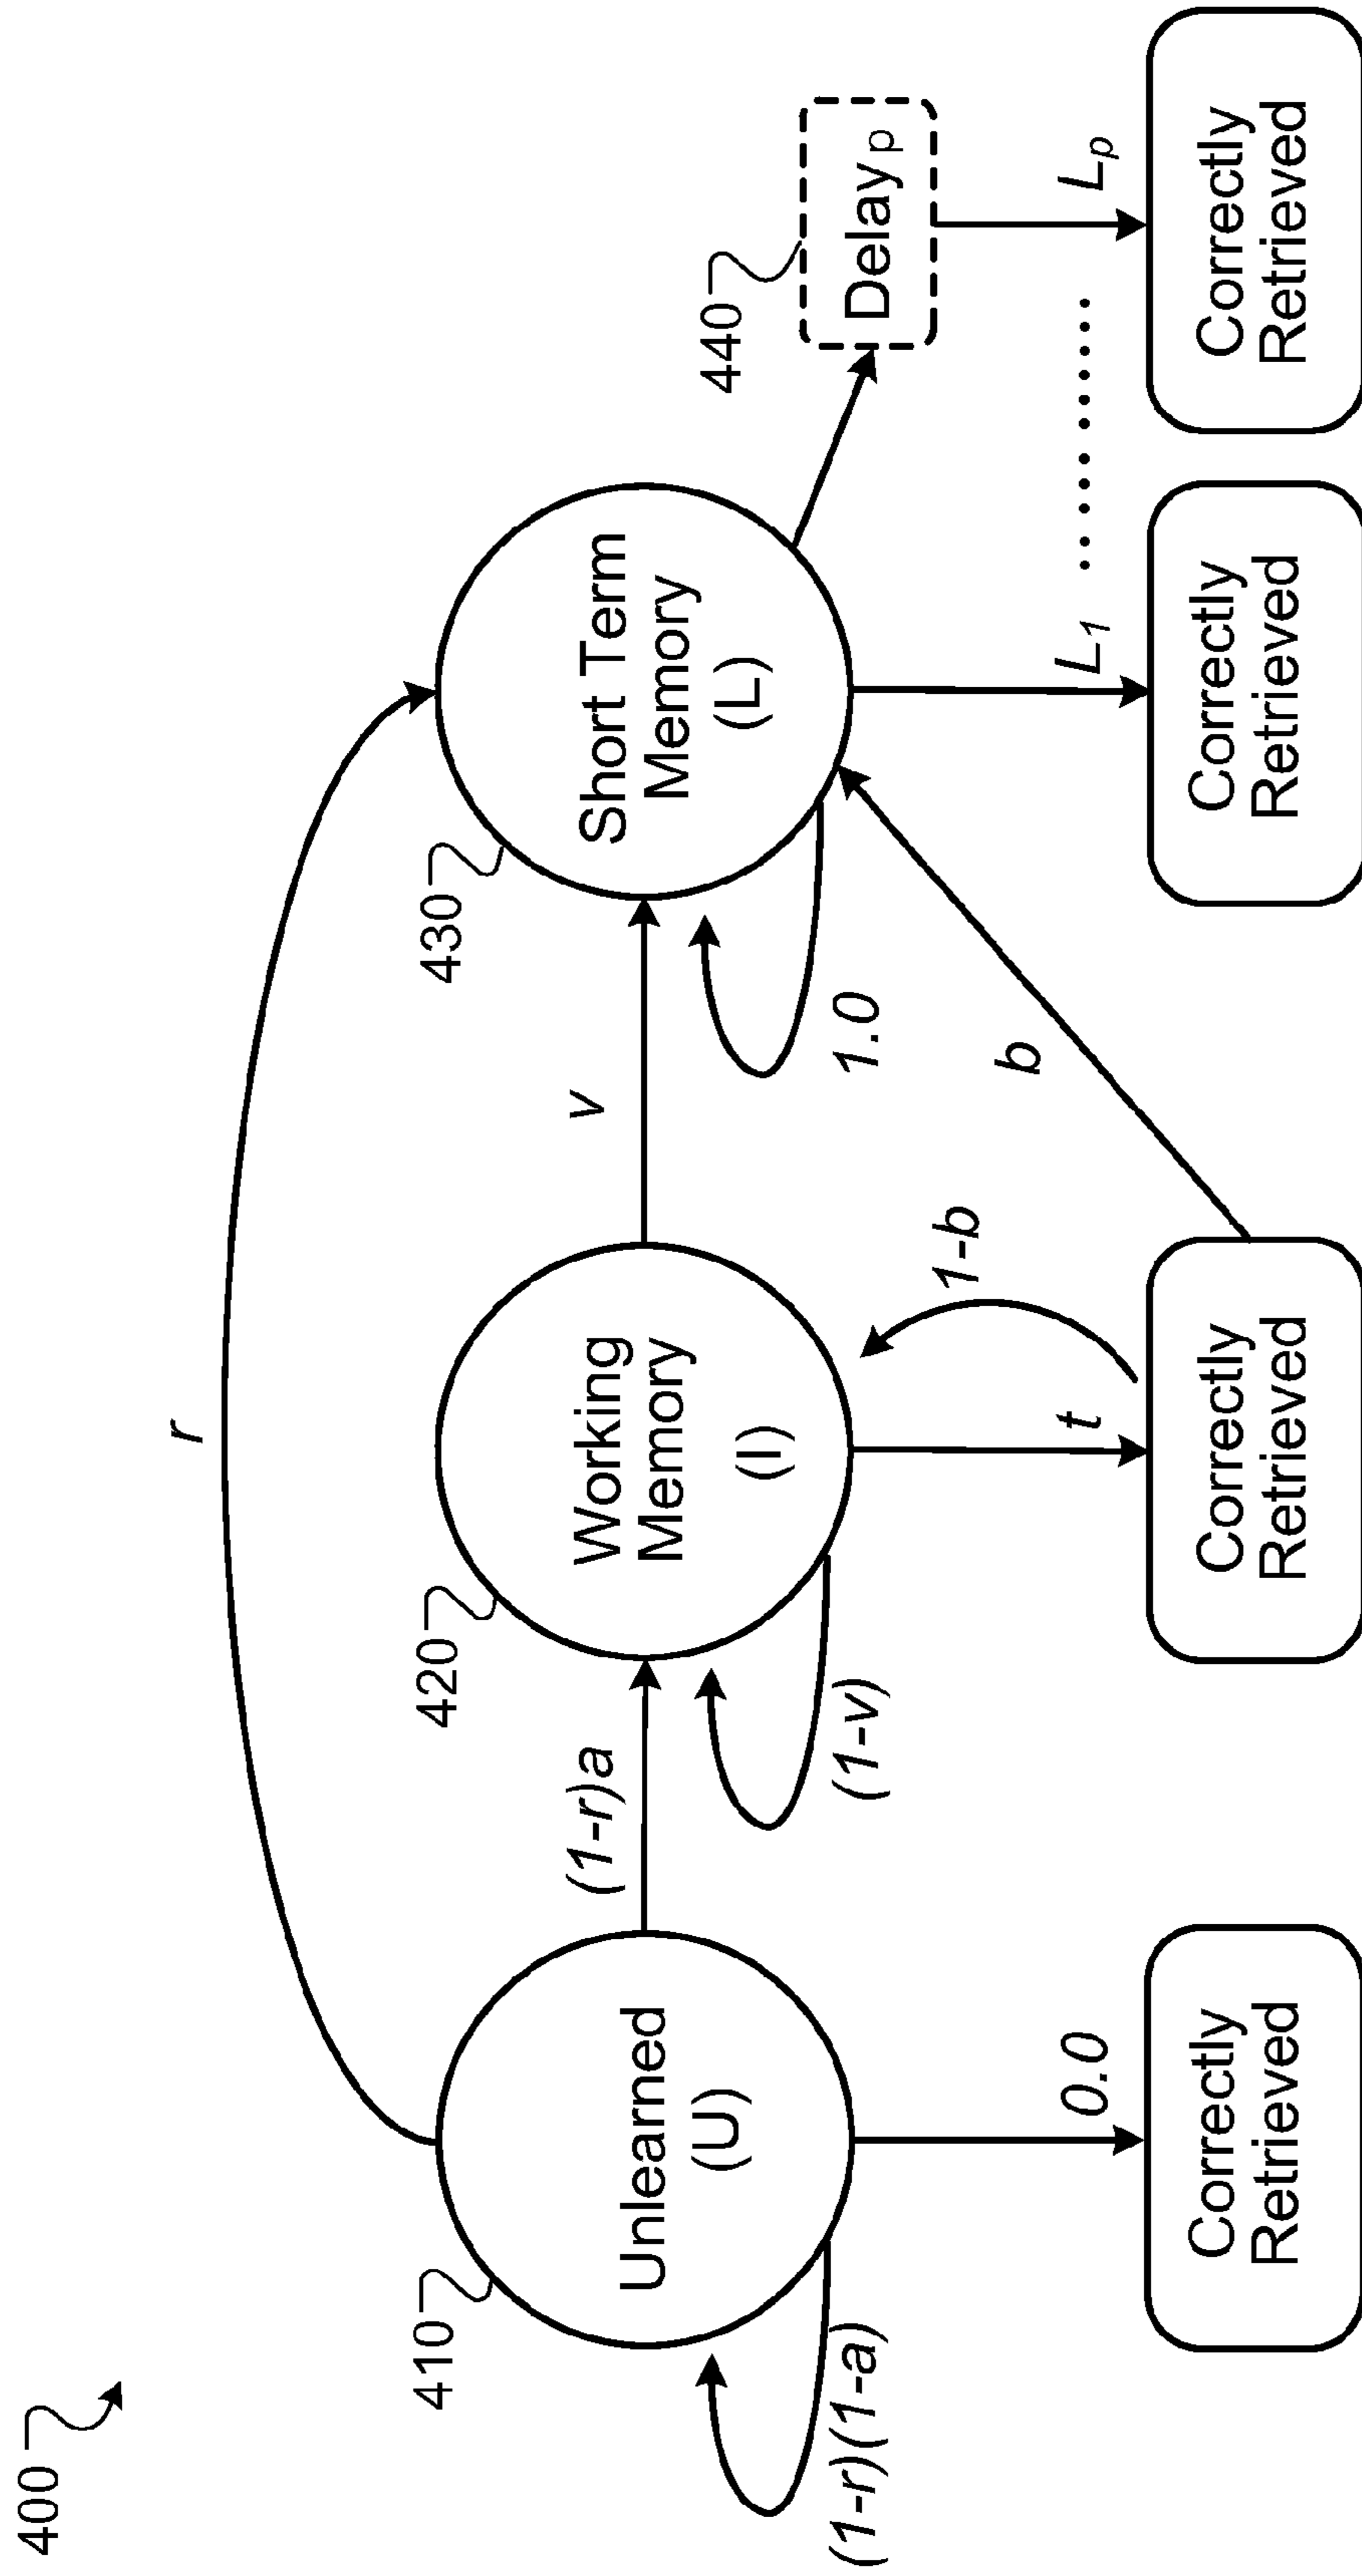 400
r
410
420
430
440
Unlearned
(U)
(1-r)a
Working
Memory
(I)
v
Short Term
Memory
(L)
Delay p
(1-r)(1-a)
(1-v)
1.0
0.0
t
1-b
b
L1
............
Lp
Correctly
Retrieved
Correctly
Retrieved
Correctly
Retrieved
Correctly
Retrieved